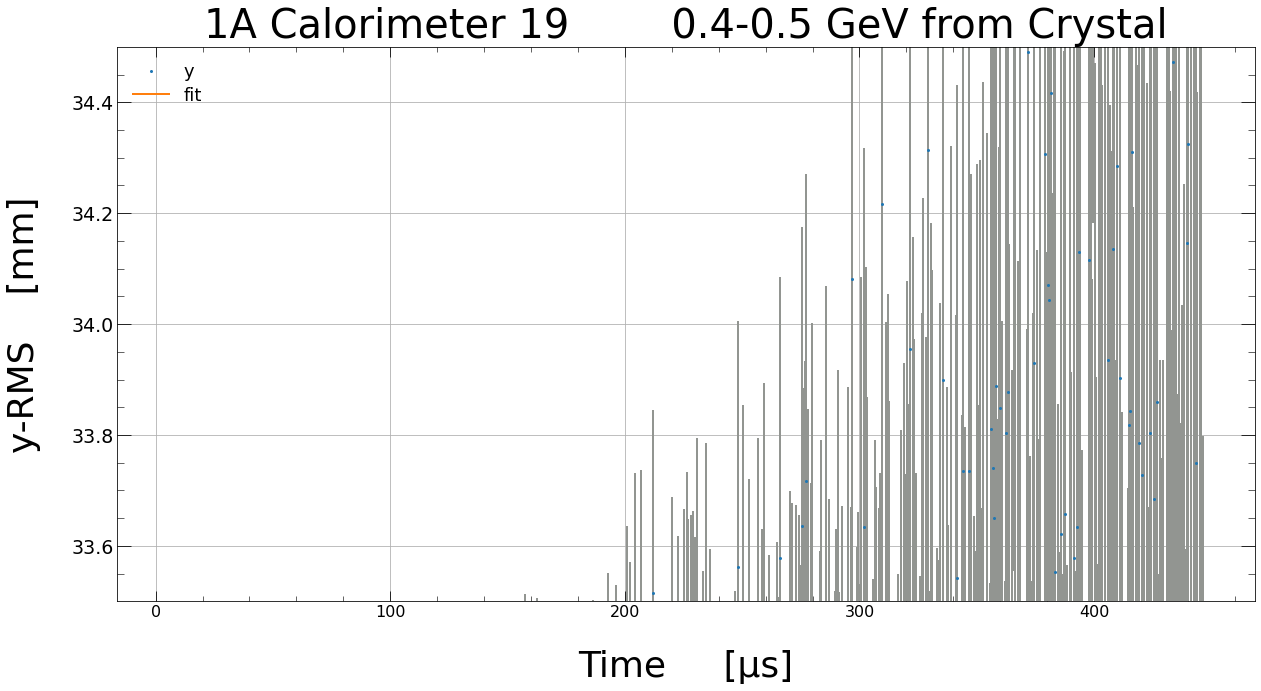 1A Calorimeter 19 0.4-0.5 GeV from Crystal
y
fit
y-RMS [mm]
34.4
34.2
34.0
33.8
33.6
0 100 200 300 400
Time [μs]